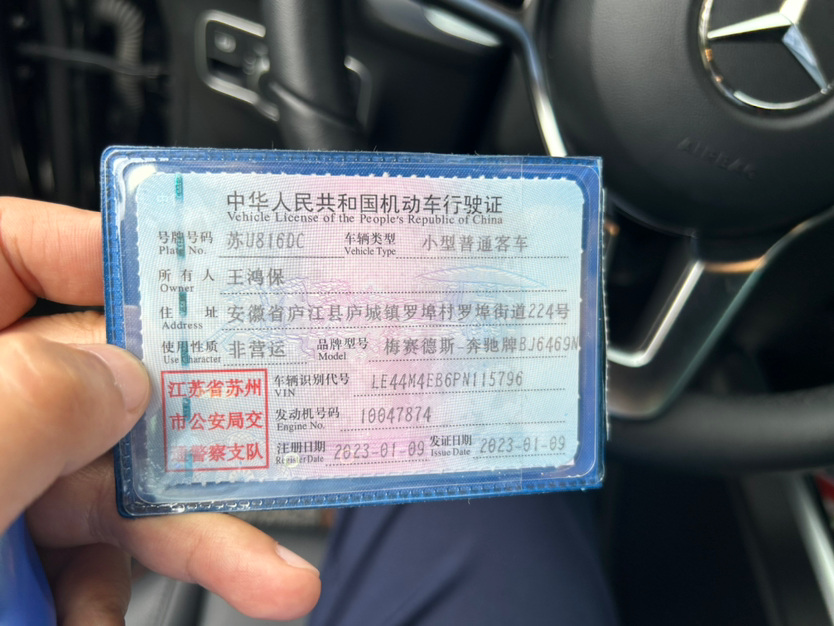 中华人民共和国机动车行驶证
Vehicle License of the People's Republic of China
号牌号码 苏U816DC 车辆类型 小型普通客车
Plate No. Vehicle Type
所有人 王鸿保
Owner
住址 安徽省庐江县庐城镇罗埠村罗埠街道224号
Address
使用性质 非营运 品牌型号 梅赛德斯-奔驰牌BJ6469N
Use Character Model
江苏省苏州
市公安局交
通警察支队
车辆识别代号 LE44M4EB6PN115796
VIN
发动机号码 10047874
Engine No.
注册日期 2023-01-09 发证日期 2023-01-09
Register Date Issue Date
AIRBAG